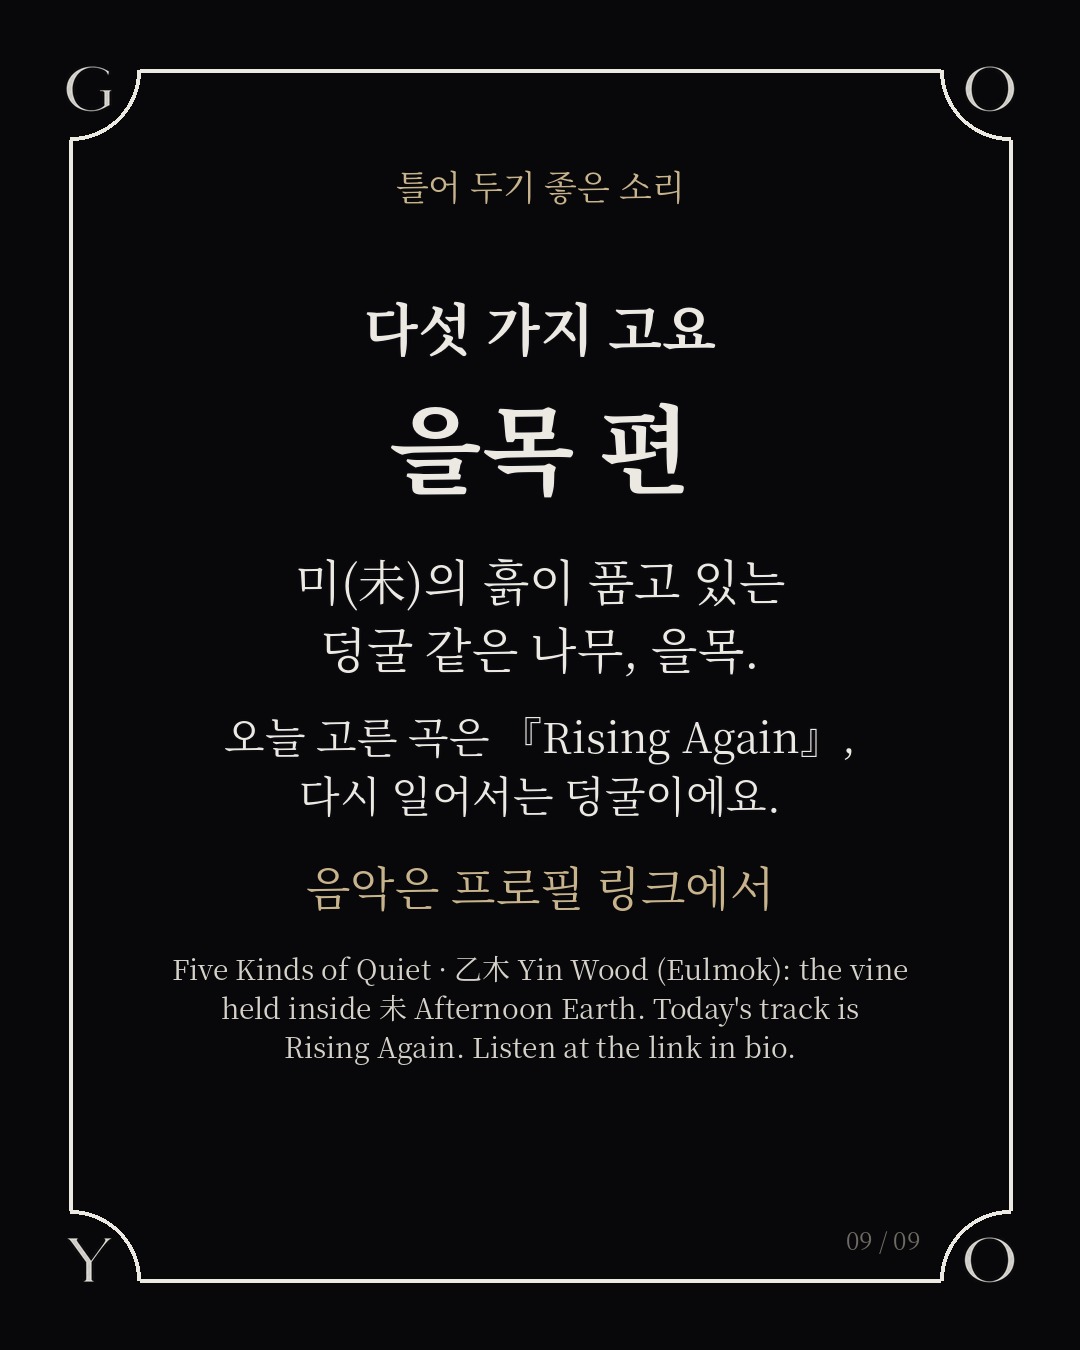 G O
틀어 두기 좋은 소리
다섯 가지 고요
을목 편
미(未)의 흙이 품고 있는
덩굴 같은 나무, 을목.
오늘 고른 곡은 『Rising Again』,
다시 일어서는 덩굴이에요.
음악은 프로필 링크에서
Five Kinds of Quiet · 乙木 Yin Wood (Eulmok): the vine
held inside 未 Afternoon Earth. Today's track is
Rising Again. Listen at the link in bio.
09 / 09
Y O